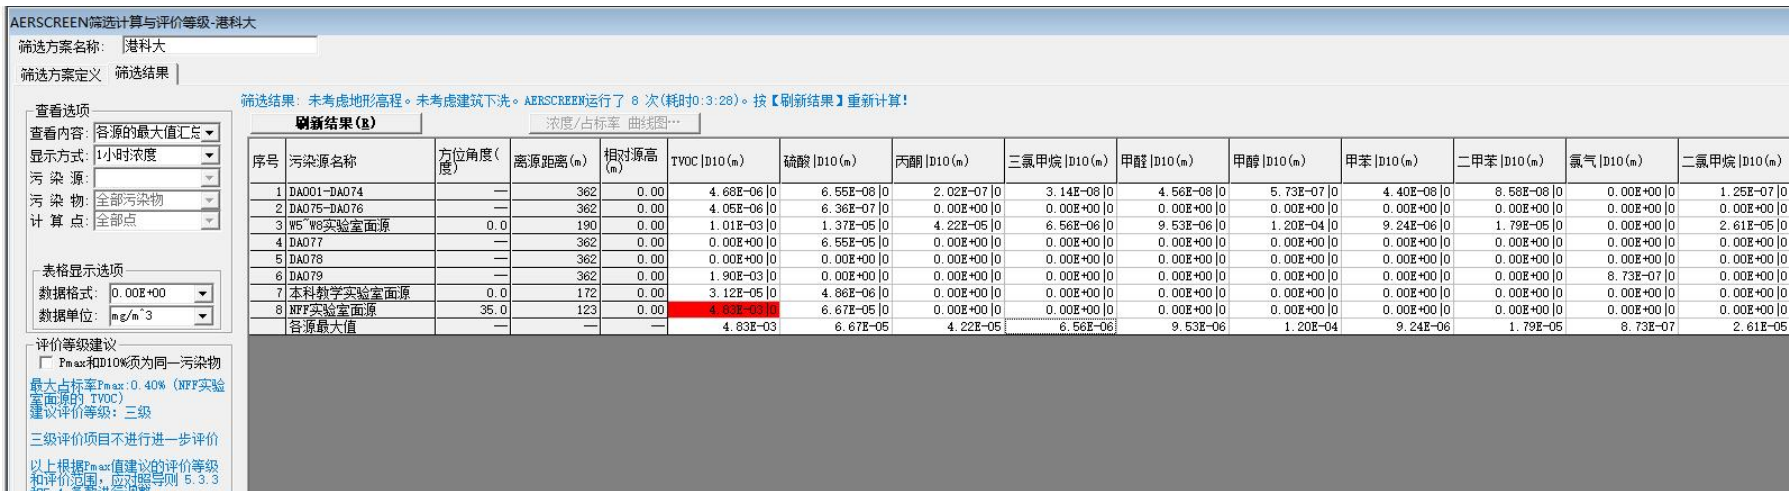 AERSCREEN筛选计算与评价等级-港科大
筛选方案名称: 港科大
筛选方案定义 筛选结果
查看选项
查看内容: 各源的最大值汇总
显示方式: 1小时浓度
污 染 源:
污 染 物: 全部污染物
计 算 点: 全部点
表格显示选项
数据格式: 0.00E+00
数据单位: mg/m^3
评价等级建议
Pmax和D10%须为同一污染物
最大占标率Pmax:0.40% (NFF实验
室面源的 TVOC)
建议评价等级: 三级
三级评价项目不进行进一步评价
以上根据Pmax值建议的评价等级
和评价范围, 应对照导则 5.3.3
筛选结果: 未考虑地形高程。未考虑建筑下洗。AERSCREEN运行了 8 次(耗时0:3:28)。按【刷新结果】重新计算!
刷新结果(R) 浓度/占标率 曲线图…
序号 污染源名称 方位角度(度) 离源距离(m) 相对源高(m) TVOC|D10(m) 硫酸|D10(m) 丙酮|D10(m) 三氯甲烷|D10(m) 甲醛|D10(m) 甲醇|D10(m) 甲苯|D10(m) 二甲苯|D10(m) 氯气|D10(m) 二氯甲烷|D10(m)
1 DA001-DA074 — 362 0.00 4.68E-06|0 6.55E-08|0 2.02E-07|0 3.14E-08|0 4.56E-08|0 5.73E-07|0 4.40E-08|0 8.58E-08|0 0.00E+00|0 1.25E-07|0
2 DA075-DA076 — 362 0.00 4.05E-06|0 6.36E-07|0 0.00E+00|0 0.00E+00|0 0.00E+00|0 0.00E+00|0 0.00E+00|0 0.00E+00|0 0.00E+00|0 0.00E+00|0
3 W5~W8实验室面源 0.0 190 0.00 1.01E-03|0 1.37E-05|0 4.22E-05|0 6.56E-06|0 9.53E-06|0 1.20E-04|0 9.24E-06|0 1.79E-05|0 0.00E+00|0 2.61E-05|0
4 DA077 — 362 0.00 0.00E+00|0 6.55E-05|0 0.00E+00|0 0.00E+00|0 0.00E+00|0 0.00E+00|0 0.00E+00|0 0.00E+00|0 0.00E+00|0 0.00E+00|0
5 DA078 — 362 0.00 0.00E+00|0 0.00E+00|0 0.00E+00|0 0.00E+00|0 0.00E+00|0 0.00E+00|0 0.00E+00|0 0.00E+00|0 0.00E+00|0 0.00E+00|0
6 DA079 — 362 0.00 1.90E-03|0 0.00E+00|0 0.00E+00|0 0.00E+00|0 0.00E+00|0 0.00E+00|0 0.00E+00|0 0.00E+00|0 8.73E-07|0 0.00E+00|0
7 本科教学实验室面源 0.0 172 0.00 3.12E-05|0 4.86E-06|0 0.00E+00|0 0.00E+00|0 0.00E+00|0 0.00E+00|0 0.00E+00|0 0.00E+00|0 0.00E+00|0 0.00E+00|0
8 NFF实验室面源 35.0 123 0.00 4.83E-03|0 6.67E-05|0 0.00E+00|0 0.00E+00|0 0.00E+00|0 0.00E+00|0 0.00E+00|0 0.00E+00|0 0.00E+00|0 0.00E+00|0
各源最大值 — — — 4.83E-03 6.67E-05 4.22E-05 6.56E-06 9.53E-06 1.20E-04 9.24E-06 1.79E-05 8.73E-07 2.61E-05